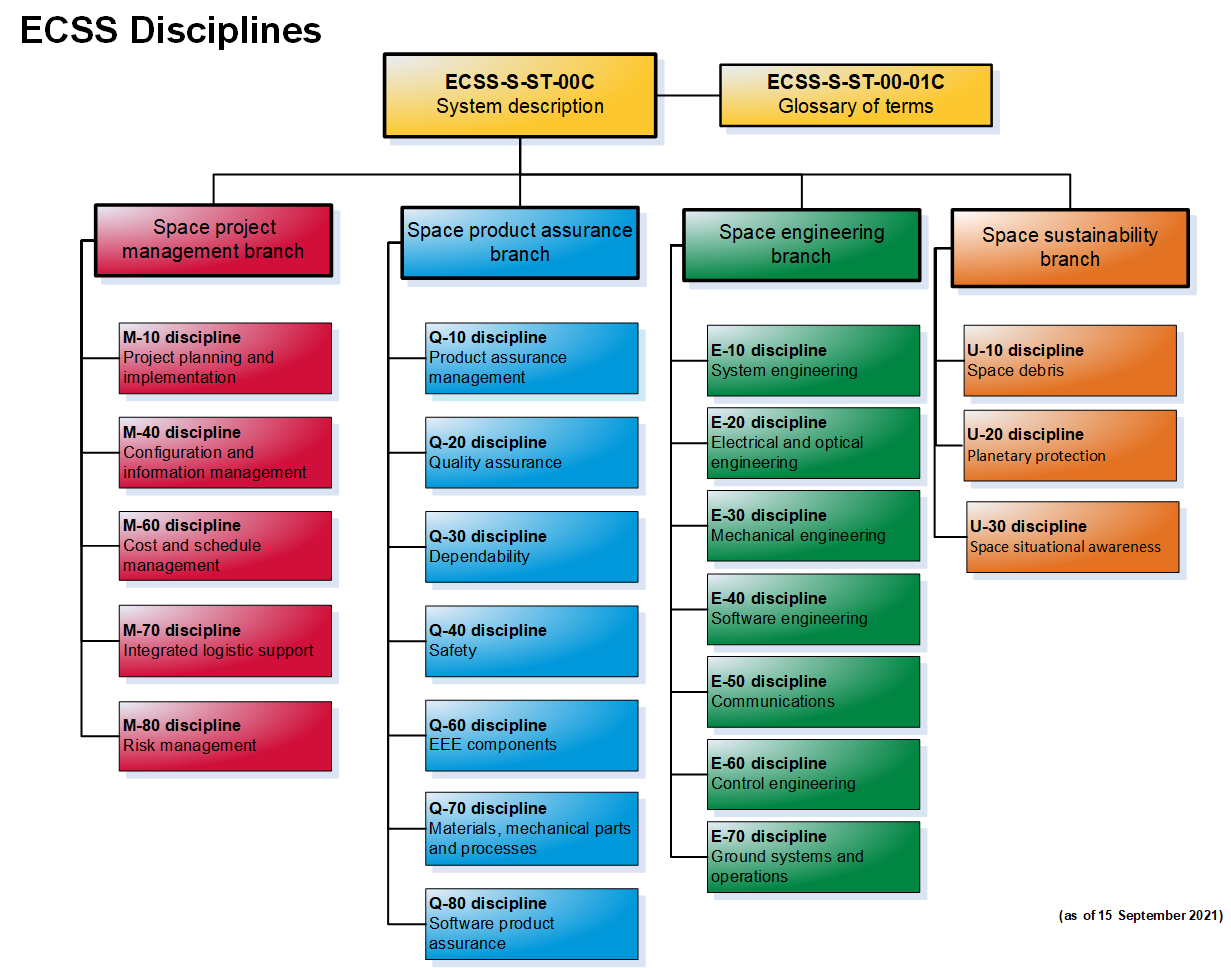 ECSS Disciplines
ECSS-S-ST-00C
System description
ECSS-S-ST-00-01C
Glossary of terms
Space project
management branch
M-10 discipline
Project planning and
implementation
M-40 discipline
Configuration and
information management
M-60 discipline
Cost and schedule
management
M-70 discipline
Integrated logistic support
M-80 discipline
Risk management
Space product assurance
branch
Q-10 discipline
Product assurance
management
Q-20 discipline
Quality assurance
Q-30 discipline
Dependability
Q-40 discipline
Safety
Q-60 discipline
EEE components
Q-70 discipline
Materials, mechanical parts
and processes
Q-80 discipline
Software product
assurance
Space engineering
branch
E-10 discipline
System engineering
E-20 discipline
Electrical and optical
engineering
E-30 discipline
Mechanical engineering
E-40 discipline
Software engineering
E-50 discipline
Communications
E-60 discipline
Control engineering
E-70 discipline
Ground systems and
operations
Space sustainability
branch
U-10 discipline
Space debris
U-20 discipline
Planetary protection
U-30 discipline
Space situational awareness
(as of 15 September 2021)